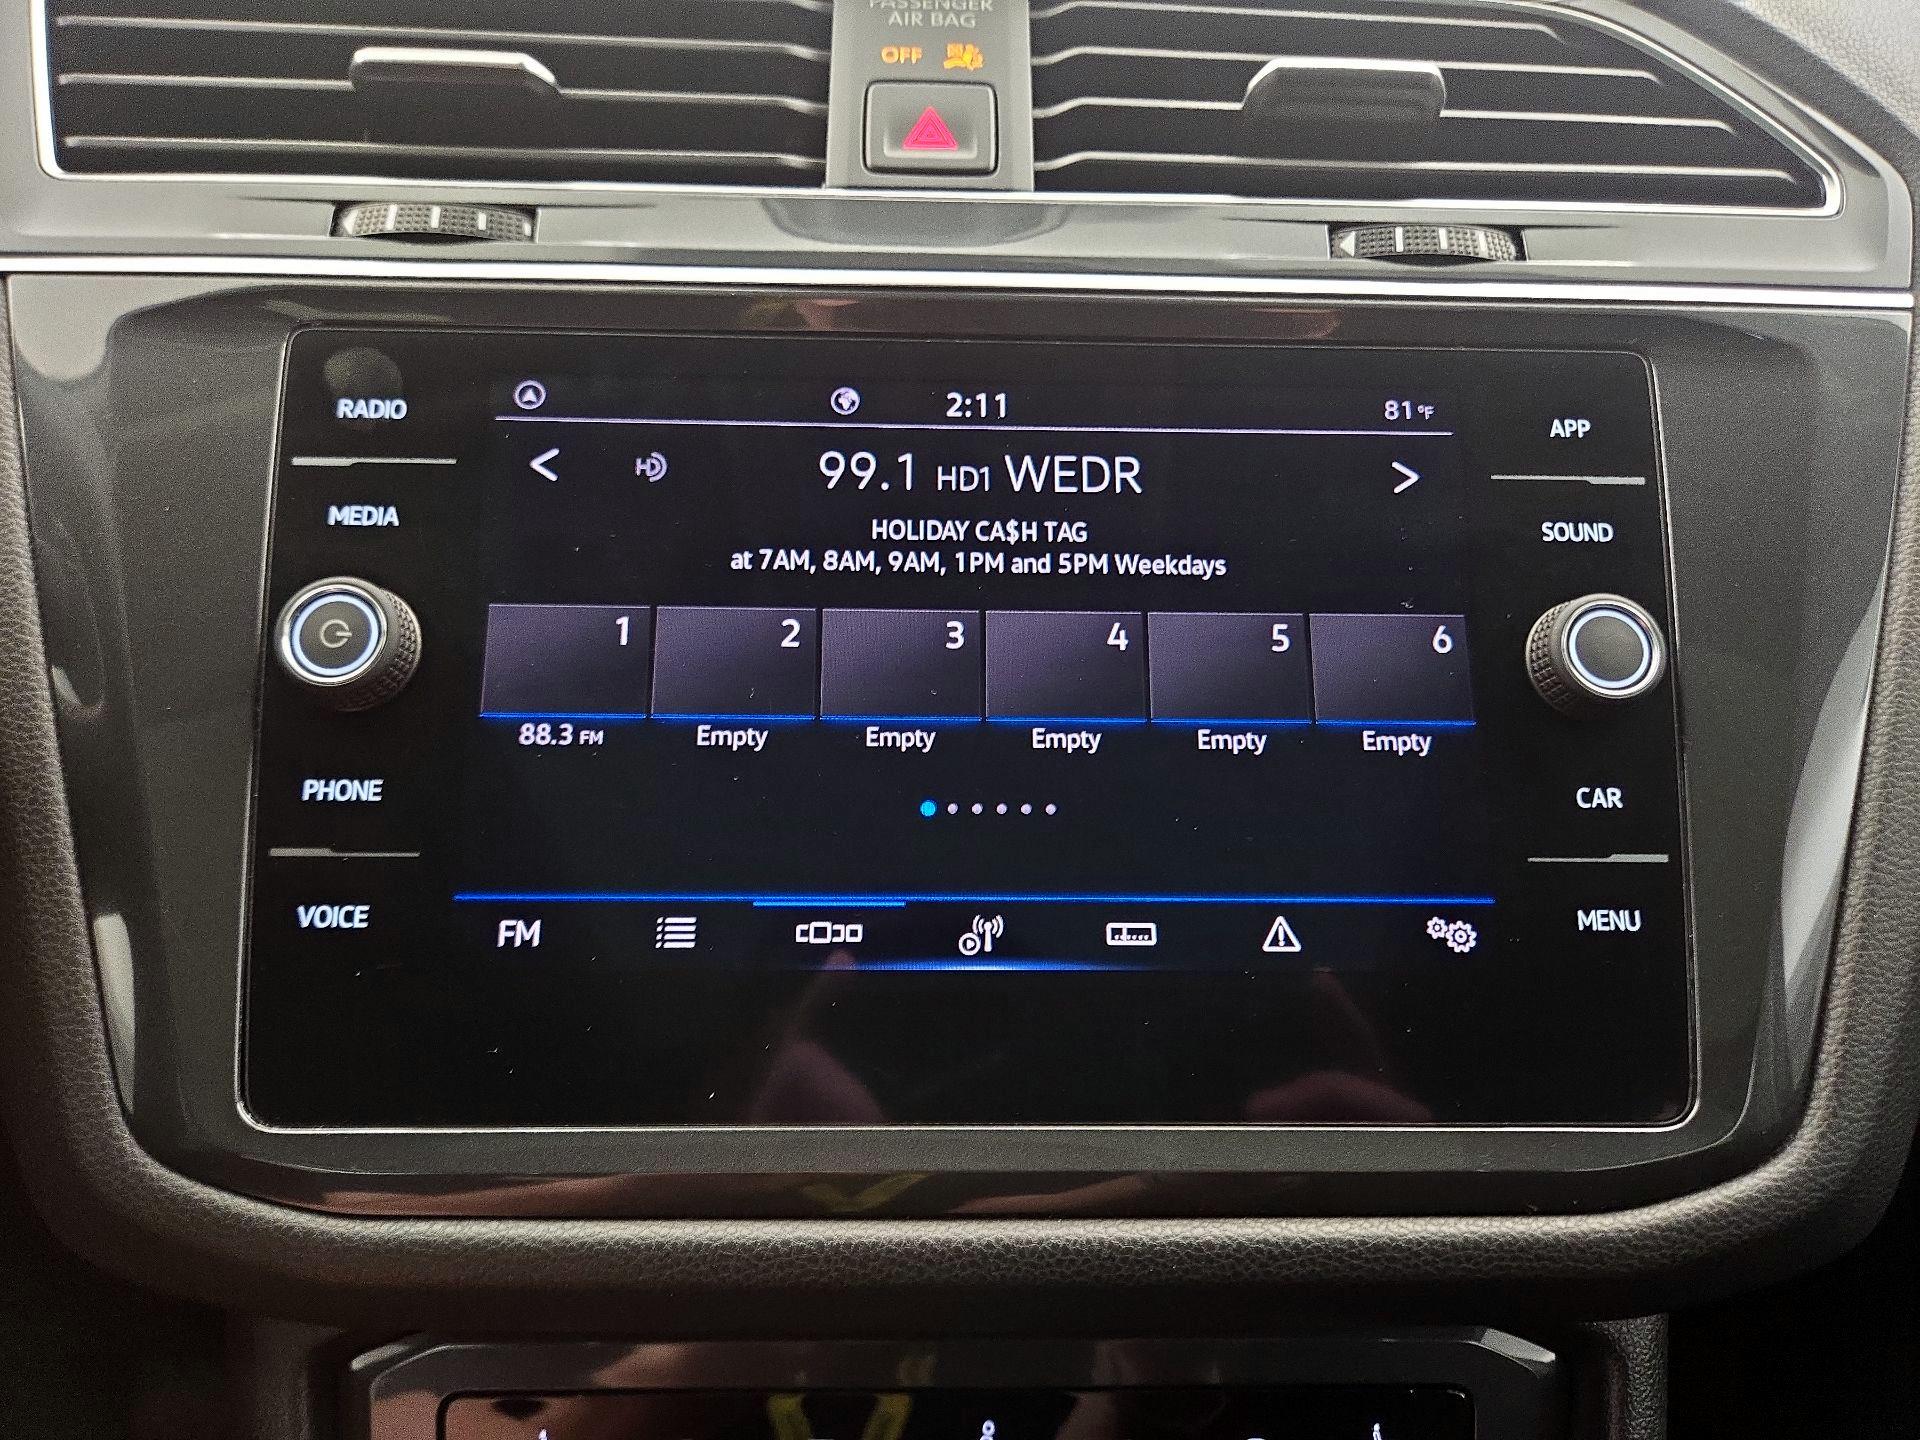 PASSENGER
AIR BAG
OFF
RADIO
MEDIA
PHONE
VOICE
2:11
81 °F
HD
99.1 HD1 WEDR
HOLIDAY CA$H TAG
at 7AM, 8AM, 9AM, 1PM and 5PM Weekdays
1 2 3 4 5 6
88.3 FM Empty Empty Empty Empty Empty
FM
APP
SOUND
CAR
MENU